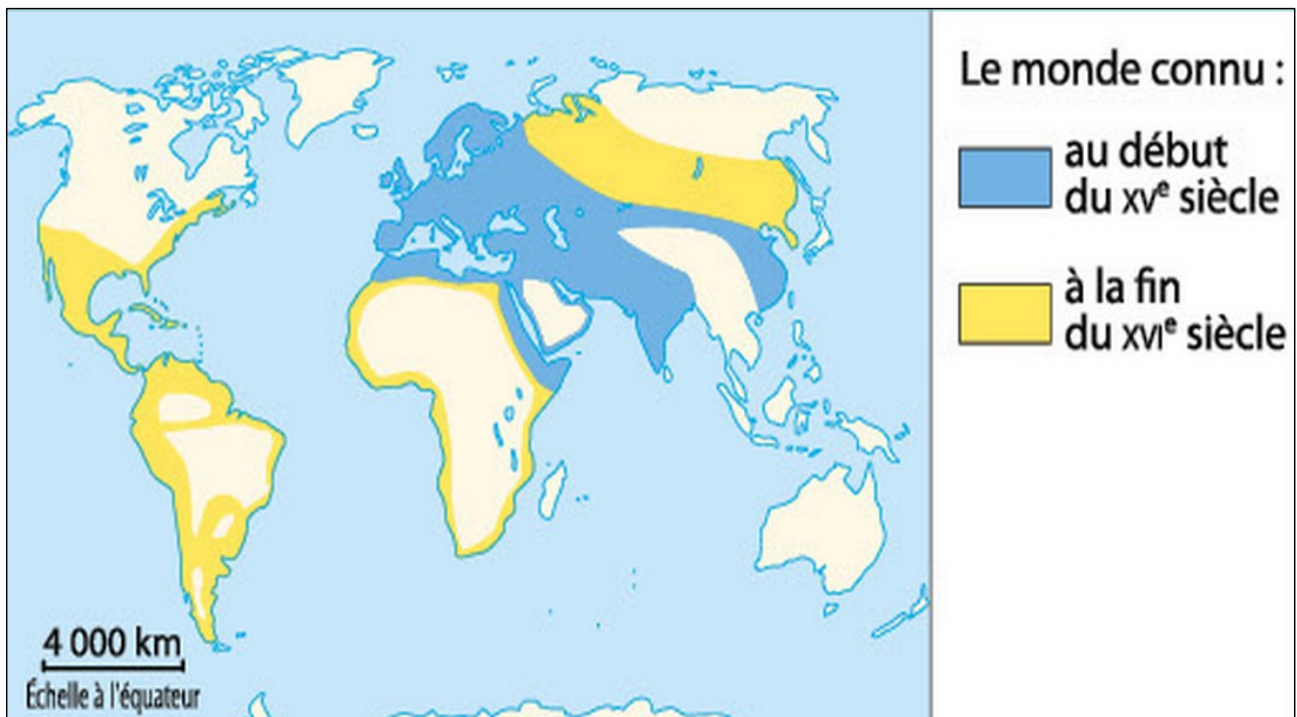 Le monde connu :
au début
du XVe siècle
à la fin
du XVIe siècle
4 000 km
Échelle à l'équateur